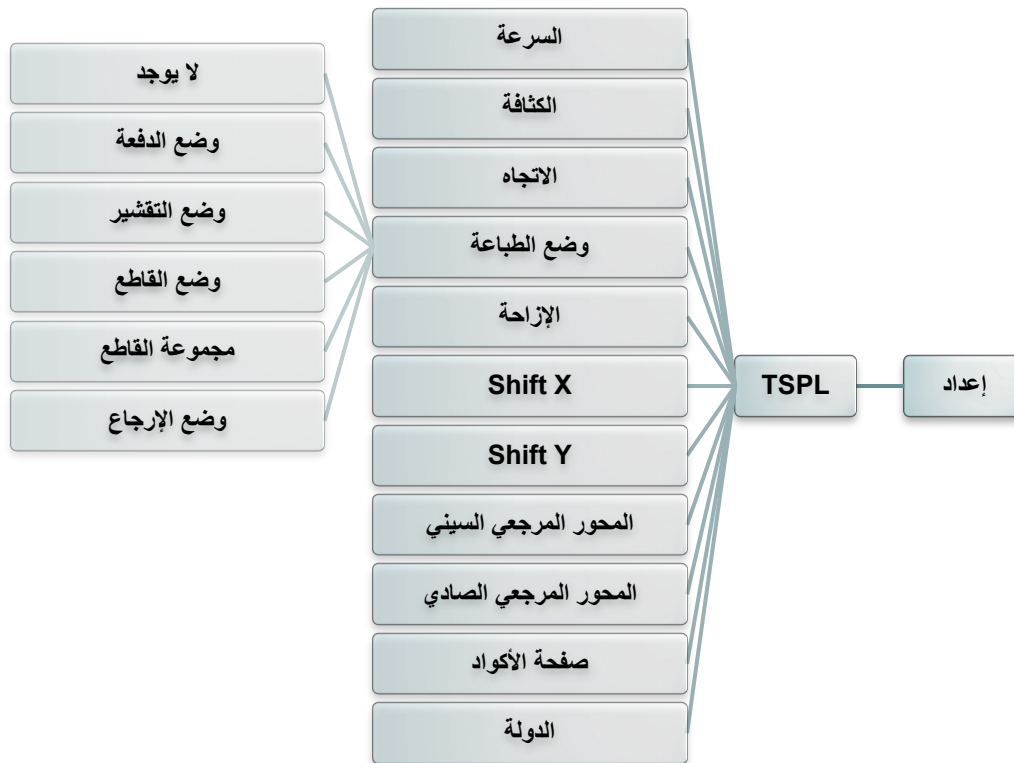 إعداد
TSPL
السرعة
الكثافة
الاتجاه
وضع الطباعة
الإزاحة
Shift X
Shift Y
المحور المرجعي السيني
المحور المرجعي الصادي
صفحة الأكواد
الدولة
لا يوجد
وضع الدفعة
وضع التقشير
وضع القاطع
مجموعة القاطع
وضع الإرجاع